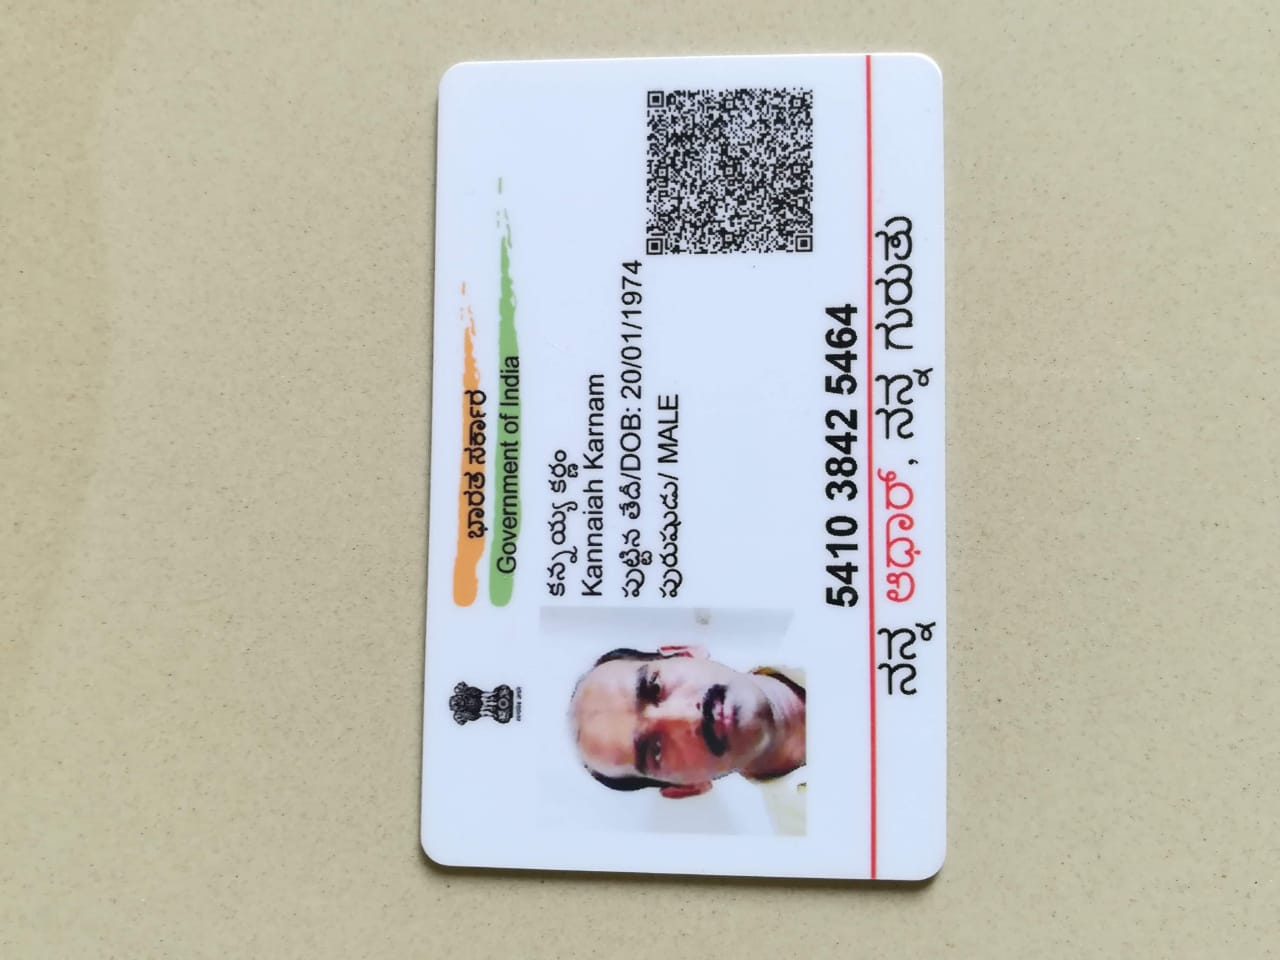 ಭಾರತ ಸರ್ಕಾರ
Government of India
ಕನ್ನಯ್ಯ ಕರ್ಣಂ
Kannaiah Karnam
ಪುಟ್ಟಿನ ತೆದಿ/DOB: 20/01/1974
ಪುರುಷುಡು/ MALE
5410 3842 5464
ನನ್ನ ಆಧಾರ್, ನನ್ನ ಗುರುತು